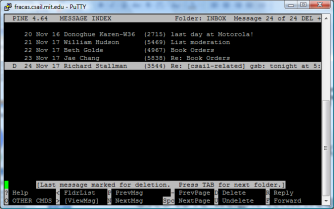 fracas.csail.mit.edu - PuTTY
PINE 4.64 MESSAGE INDEX Folder: INBOX Message 24 of 24 DEL
20 Nov 16 Donoghue Karen-W36 (2715) last day at Motorola!
21 Nov 17 William Hudson (5469) List moderation
22 Nov 17 Beth Golde (4967) Book Orders
23 Nov 17 Jae Chang (5838) Re: Book Orders
D 24 Nov 17 Richard Stallman (3544) Re: [csail-related] gsb: tonight at 5:
[Last message marked for deletion. Press TAB for next folder.]
? Help < FldrList P PrevMsg - PrevPage D Delete R Reply
O OTHER CMDS > [ViewMsg] N NextMsg Spc NextPage U Undelete F Forward